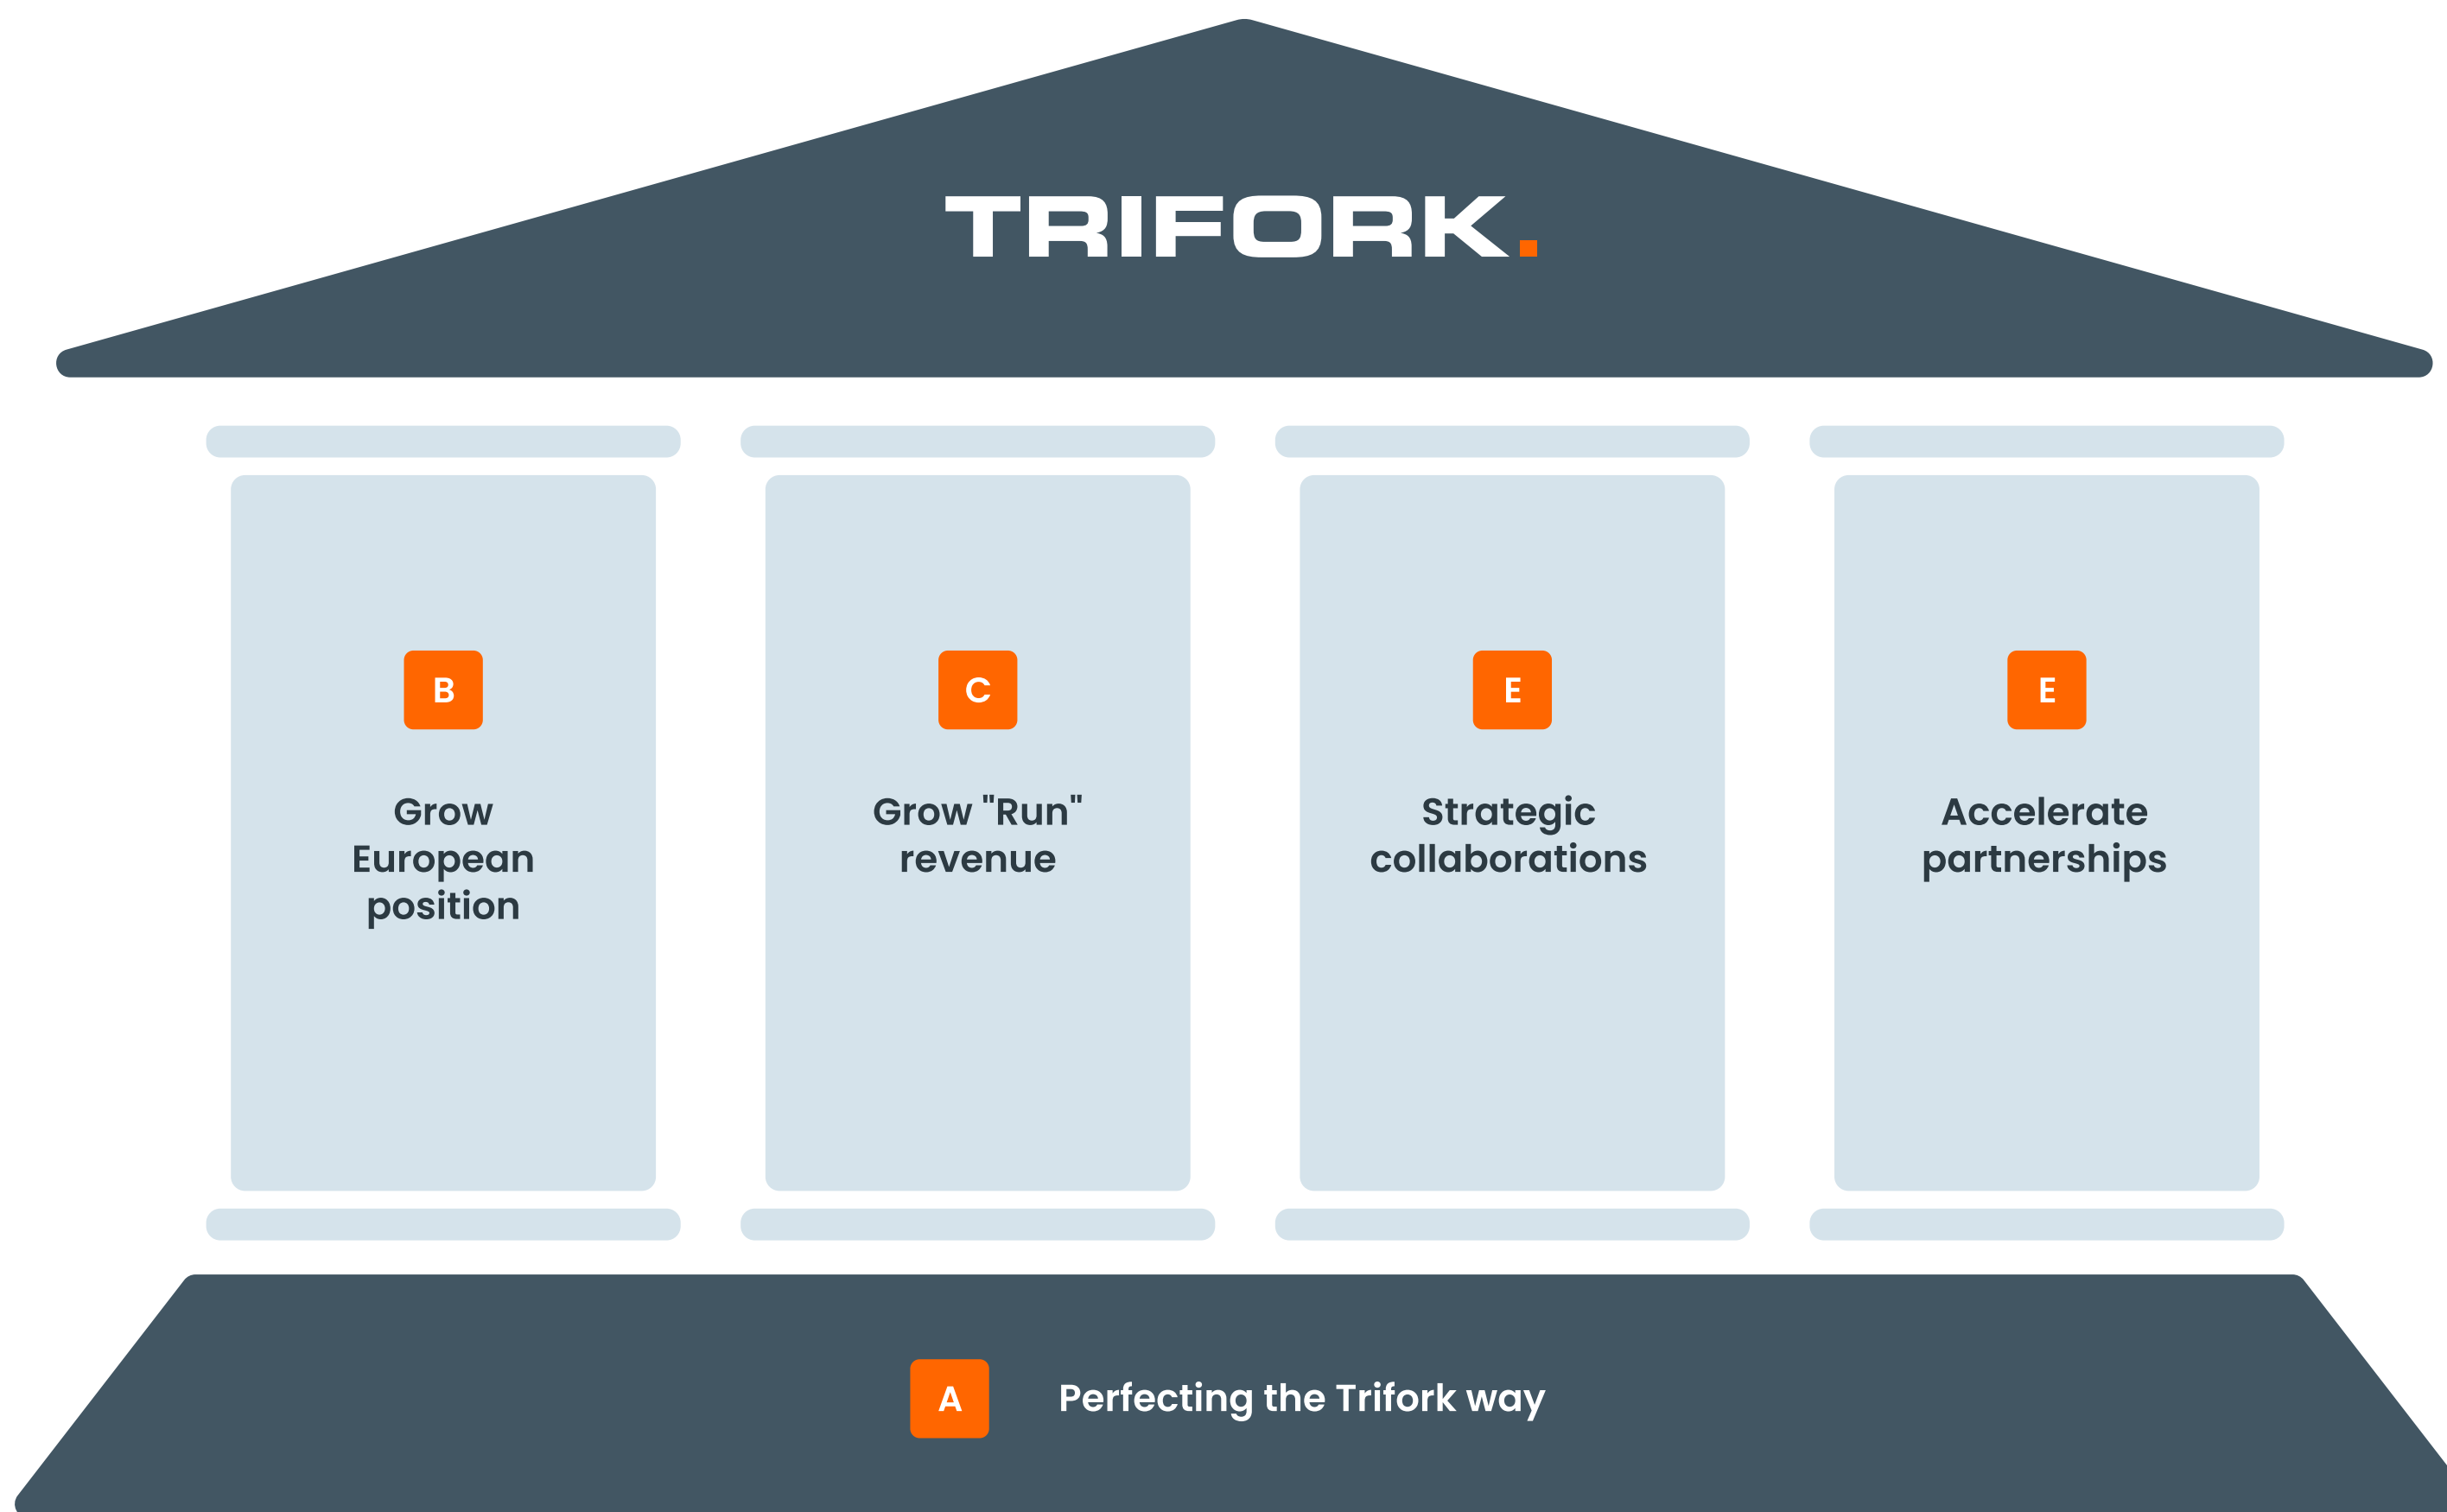 TRIFORK.
B
Grow
European
position
C
Grow "Run"
revenue
E
Strategic
collaborations
E
Accelerate
partnerships
A
Perfecting the Trifork way